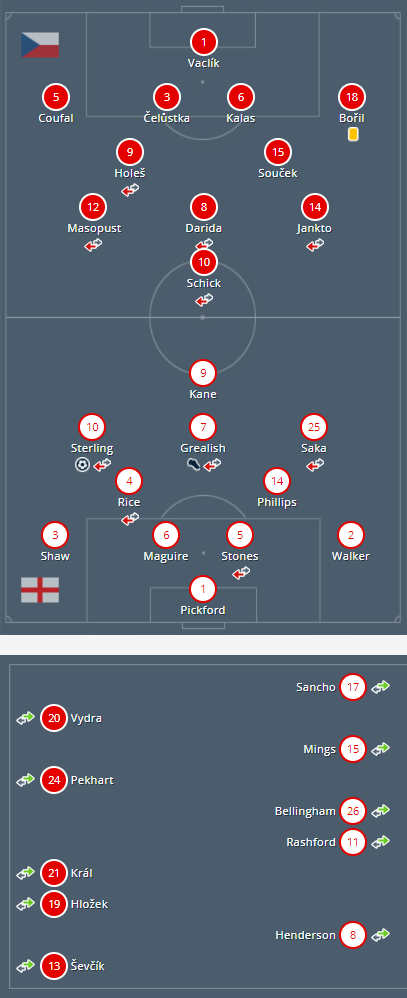 1
Vaclík
5 3 6 18
Coufal Čelůstka Kalas Bořil
9 15
Holeš Souček
12 8 14
Masopust Darida Jankto
10
Schick
9
Kane
10 7 25
Sterling Grealish Saka
4 14
Rice Phillips
3 6 5 2
Shaw Maguire Stones Walker
1
Pickford
Sancho 17
20 Vydra
Mings 15
24 Pekhart
Bellingham 26
Rashford 11
21 Král
19 Hložek
Henderson 8
13 Ševčík